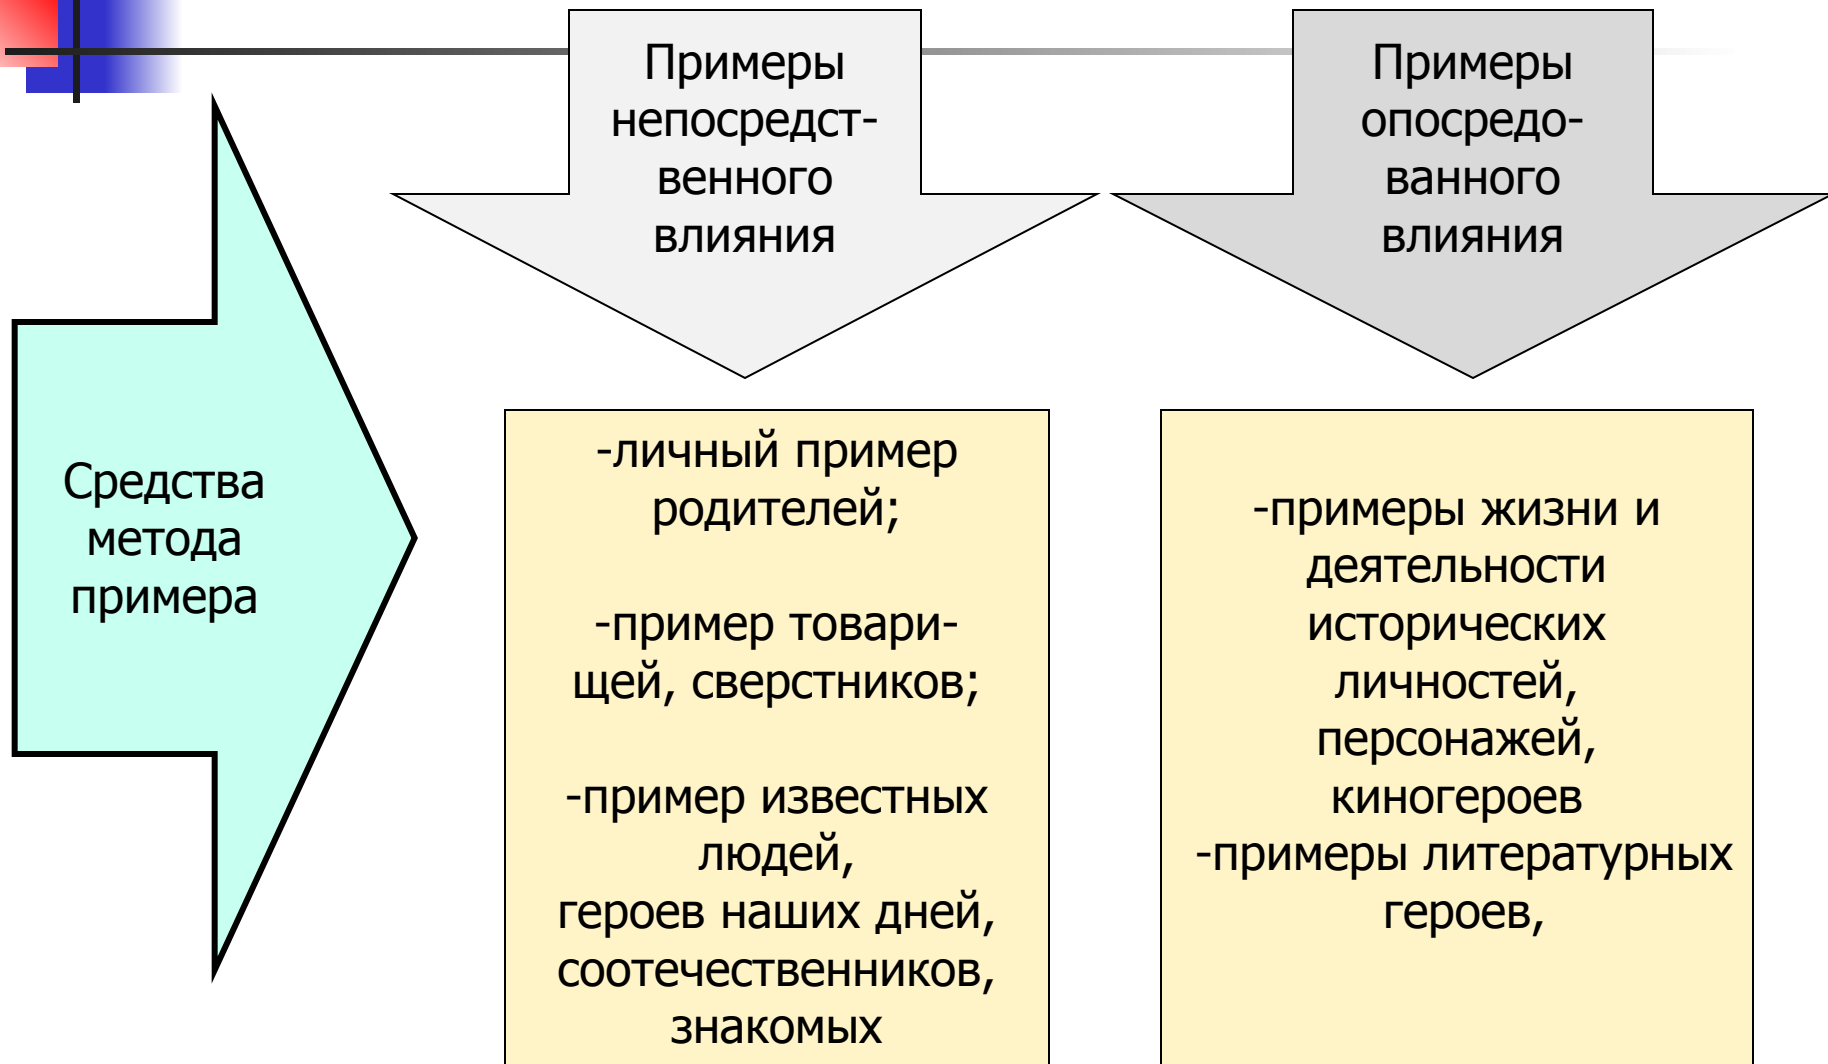 Средства
метода
примера
Примеры
непосредст-
венного
влияния
-личный пример
родителей;
-пример товари-
щей, сверстников;
-пример известных
людей,
героев наших дней,
соотечественников,
знакомых
Примеры
опосредо-
ванного
влияния
-примеры жизни и
деятельности
исторических
личностей,
персонажей,
киногероев
-примеры литературных
героев,